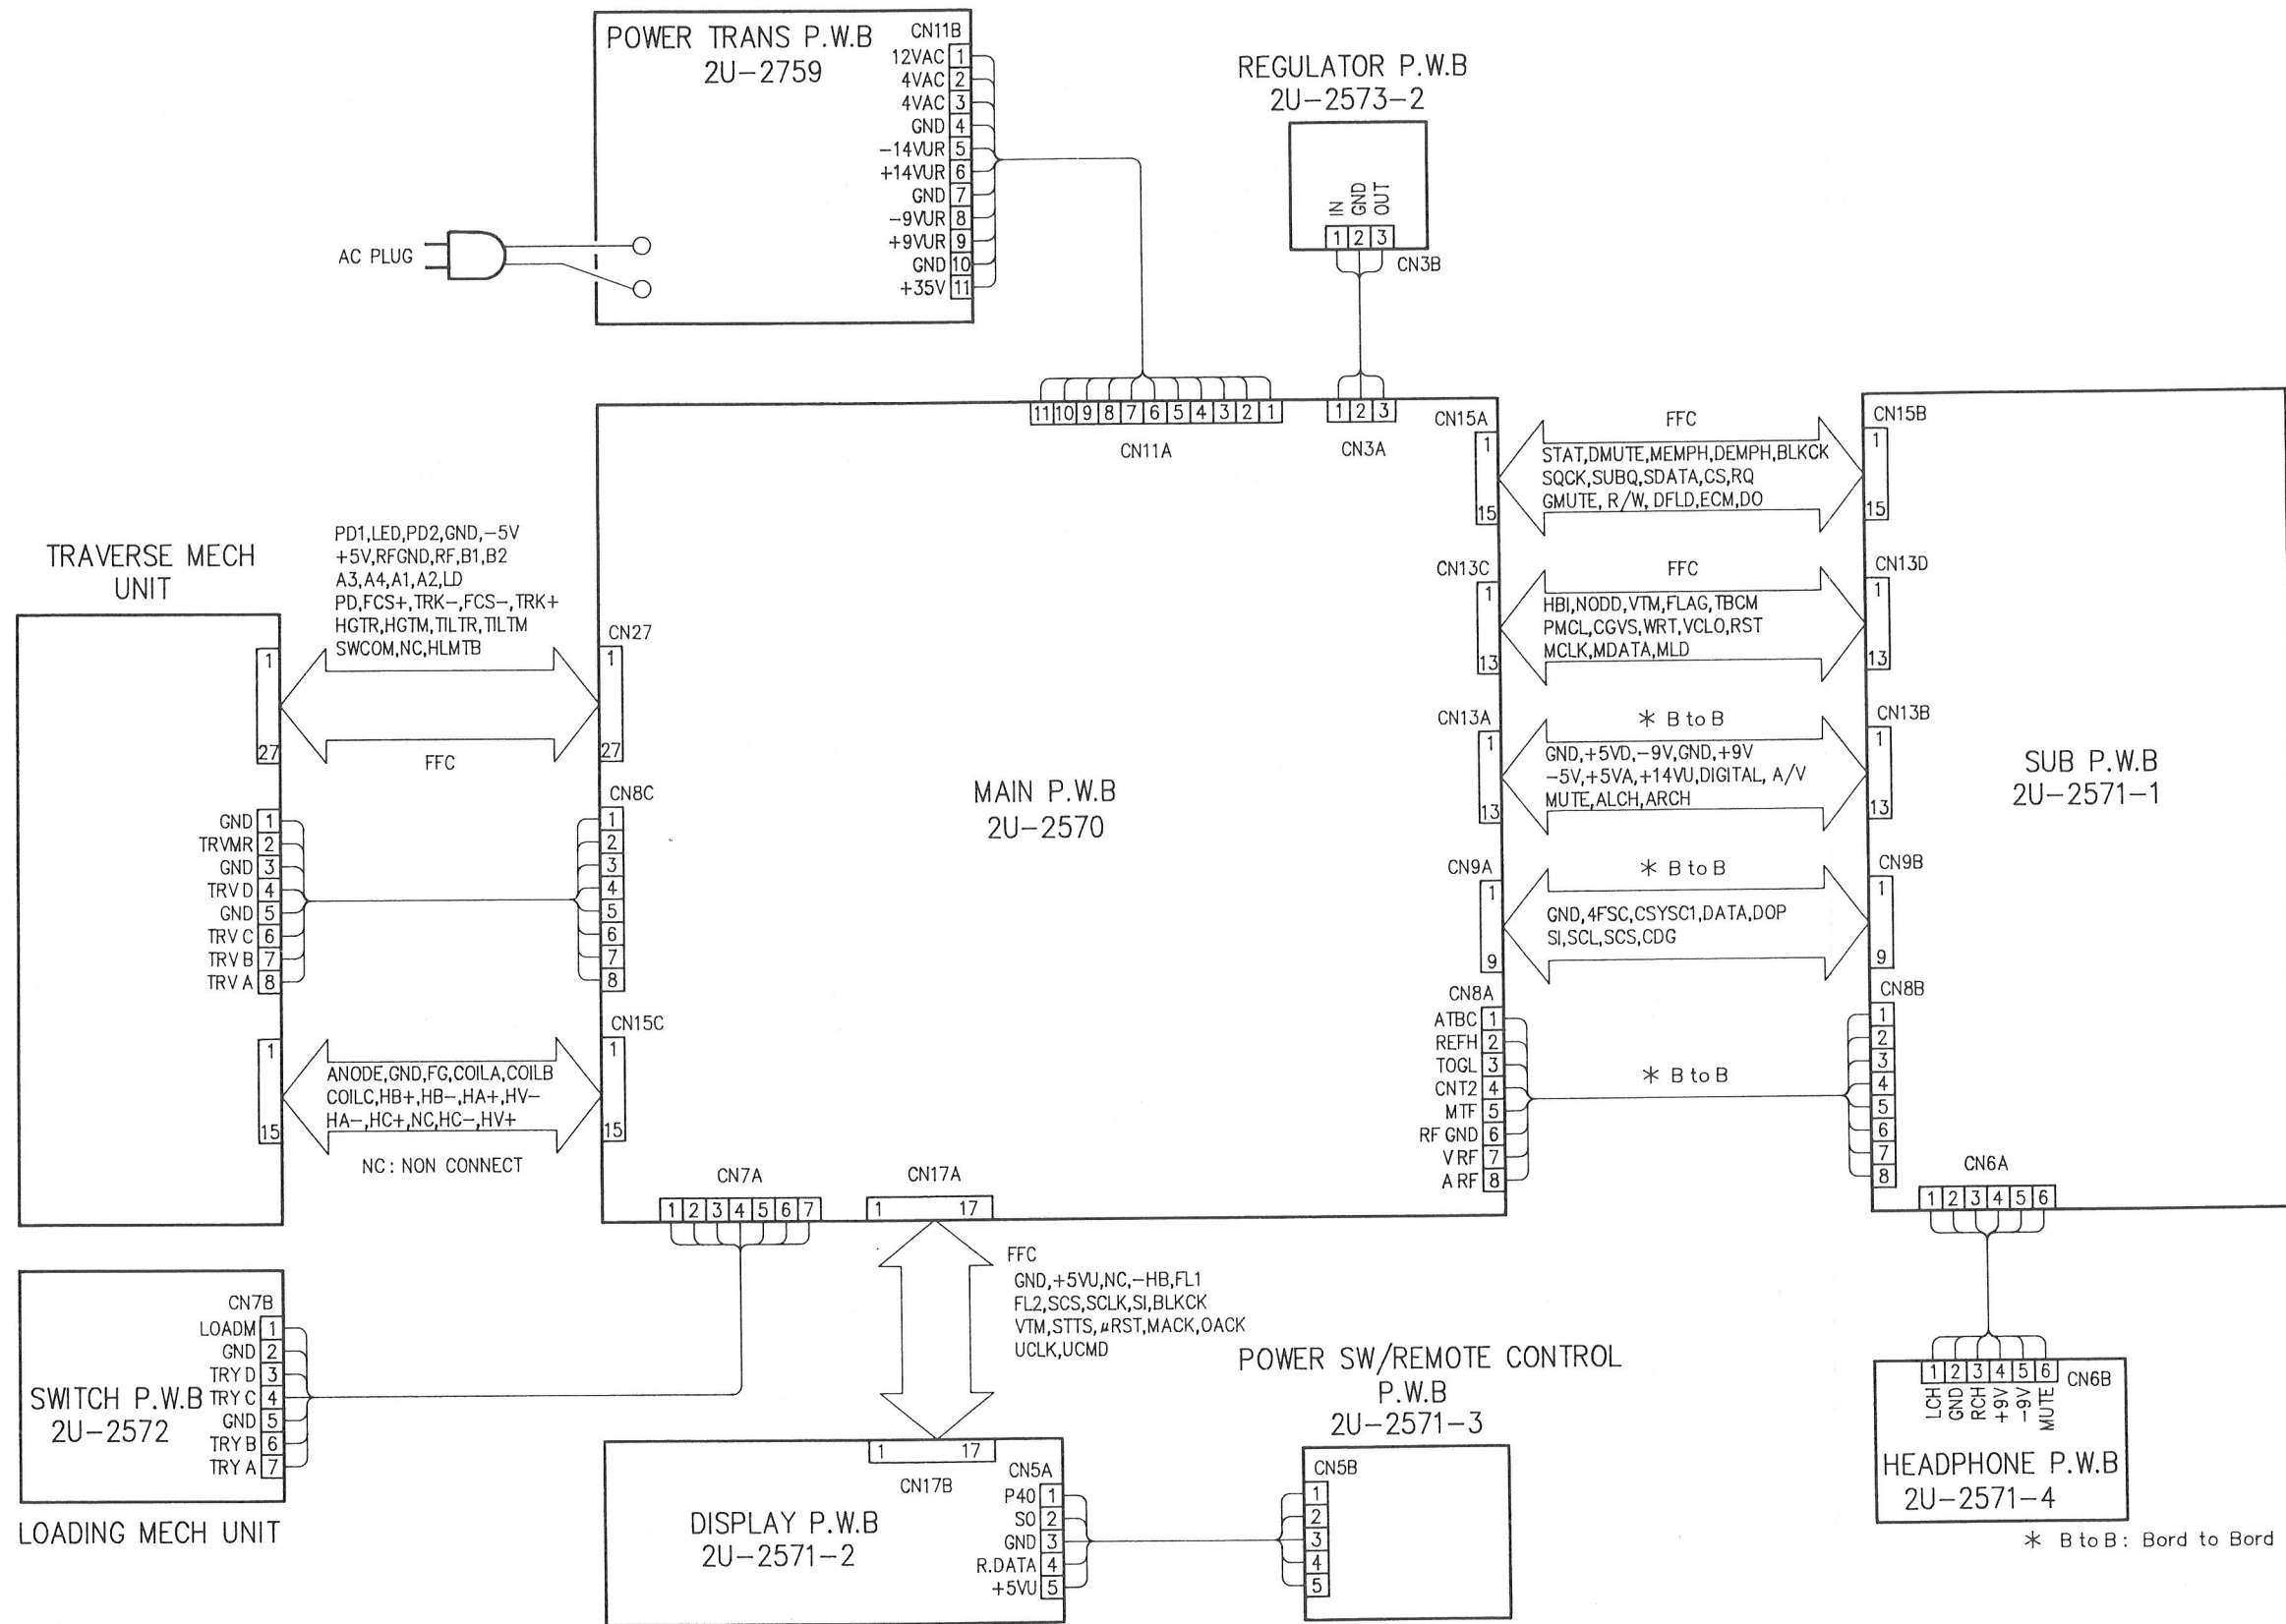 POWER TRANS P.W.B
2U-2759
CN11B
12VAC 1
4VAC 2
4VAC 3
GND 4
-14VUR 5
+14VUR 6
GND 7
-9VUR 8
+9VUR 9
GND 10
+35V 11
AC PLUG
REGULATOR P.W.B
2U-2573-2
IN
GND
OUT
1 2 3
CN3B
11 10 9 8 7 6 5 4 3 2 1
CN11A
1 2 3
CN3A
MAIN P.W.B
2U-2570
TRAVERSE MECH
UNIT
1
27
PD1,LED,PD2,GND,-5V
+5V,RFGND,RF,B1,B2
A3,A4,A1,A2,LD
PD,FCS+,TRK-,FCS-,TRK+
HGTR,HGTM,TILTR,TILTM
SWCOM,NC,HLMTB
FFC
CN27
1
27
GND 1
TRVMR 2
GND 3
TRV D 4
GND 5
TRV C 6
TRV B 7
TRV A 8
CN8C
1
2
3
4
5
6
7
8
1
15
ANODE,GND,FG,COILA,COILB
COILC,HB+,HB-,HA+,HV-
HA-,HC+,NC,HC-,HV+
NC: NON CONNECT
CN15C
1
15
CN15A
1
15
FFC
STAT,DMUTE,MEMPH,DEMPH,BLKCK
SQCK,SUBQ,SDATA,CS,RQ
GMUTE, R/W, DFLD,ECM,DO
CN15B
1
15
CN13C
1
13
FFC
HBI,NODD,VTM,FLAG,TBCM
PMCL,CGVS,WRT,VCLO,RST
MCLK,MDATA,MLD
CN13D
1
13
CN13A
1
13
* B to B
GND,+5VD,-9V,GND,+9V
-5V,+5VA,+14VU,DIGITAL, A/V
MUTE,ALCH,ARCH
CN13B
1
13
SUB P.W.B
2U-2571-1
CN9A
1
9
* B to B
GND,4FSC,CSYSC1,DATA,DOP
SI,SCL,SCS,CDG
CN9B
1
9
CN8A
ATBC 1
REFH 2
TOGL 3
CNT2 4
MTF 5
RF GND 6
V RF 7
A RF 8
* B to B
CN8B
1
2
3
4
5
6
7
8
CN6A
1 2 3 4 5 6
CN7A
1 2 3 4 5 6 7
CN17A
1 17
FFC
GND,+5VU,NC,-HB,FL1
FL2,SCS,SCLK,SI,BLKCK
VTM,STTS,μRST,MACK,OACK
UCLK,UCMD
CN7B
LOADM 1
GND 2
TRY D 3
TRY C 4
GND 5
TRY B 6
TRY A 7
SWITCH P.W.B
2U-2572
LOADING MECH UNIT
1 17
CN17B
DISPLAY P.W.B
2U-2571-2
CN5A
P40 1
SO 2
GND 3
R.DATA 4
+5VU 5
POWER SW/REMOTE CONTROL
P.W.B
2U-2571-3
CN5B
1
2
3
4
5
1 2 3 4 5 6
CN6B
LCH
GND
RCH
+9V
-9V
MUTE
HEADPHONE P.W.B
2U-2571-4
* B to B: Bord to Bord